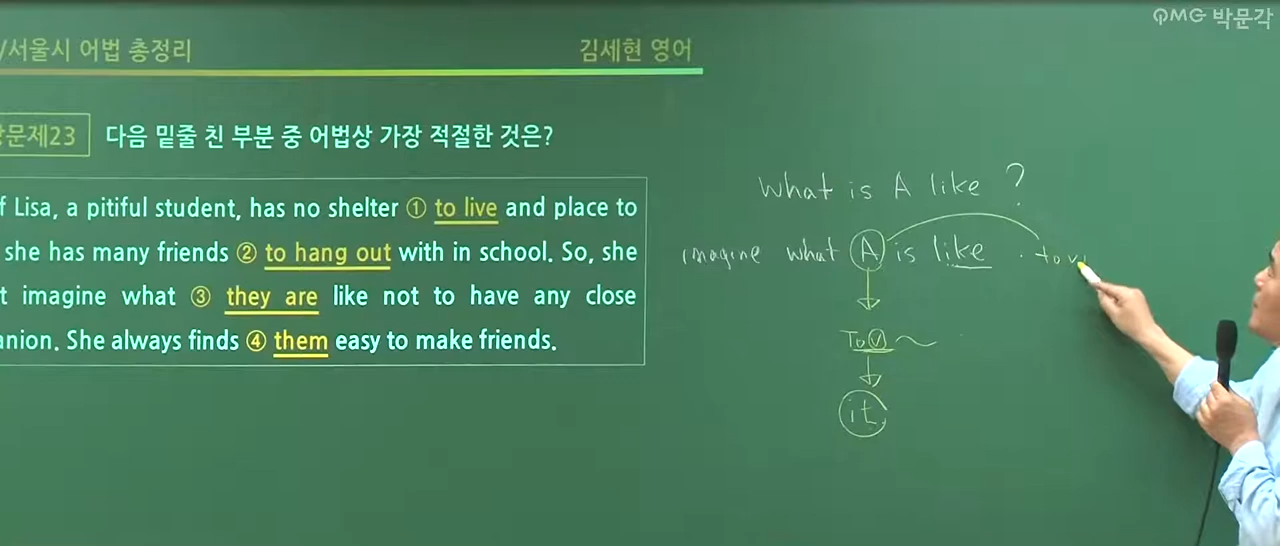 QMG 박문각
/서울시 어법 총정리
김세현 영어
문제23
다음 밑줄 친 부분 중 어법상 가장 적절한 것은?
f Lisa, a pitiful student, has no shelter ① to live and place to
she has many friends ② to hang out with in school. So, she
t imagine what ③ they are like not to have any close
anion. She always finds ④ them easy to make friends.
What is A like ?
imagine what A is like . to v
To V
it